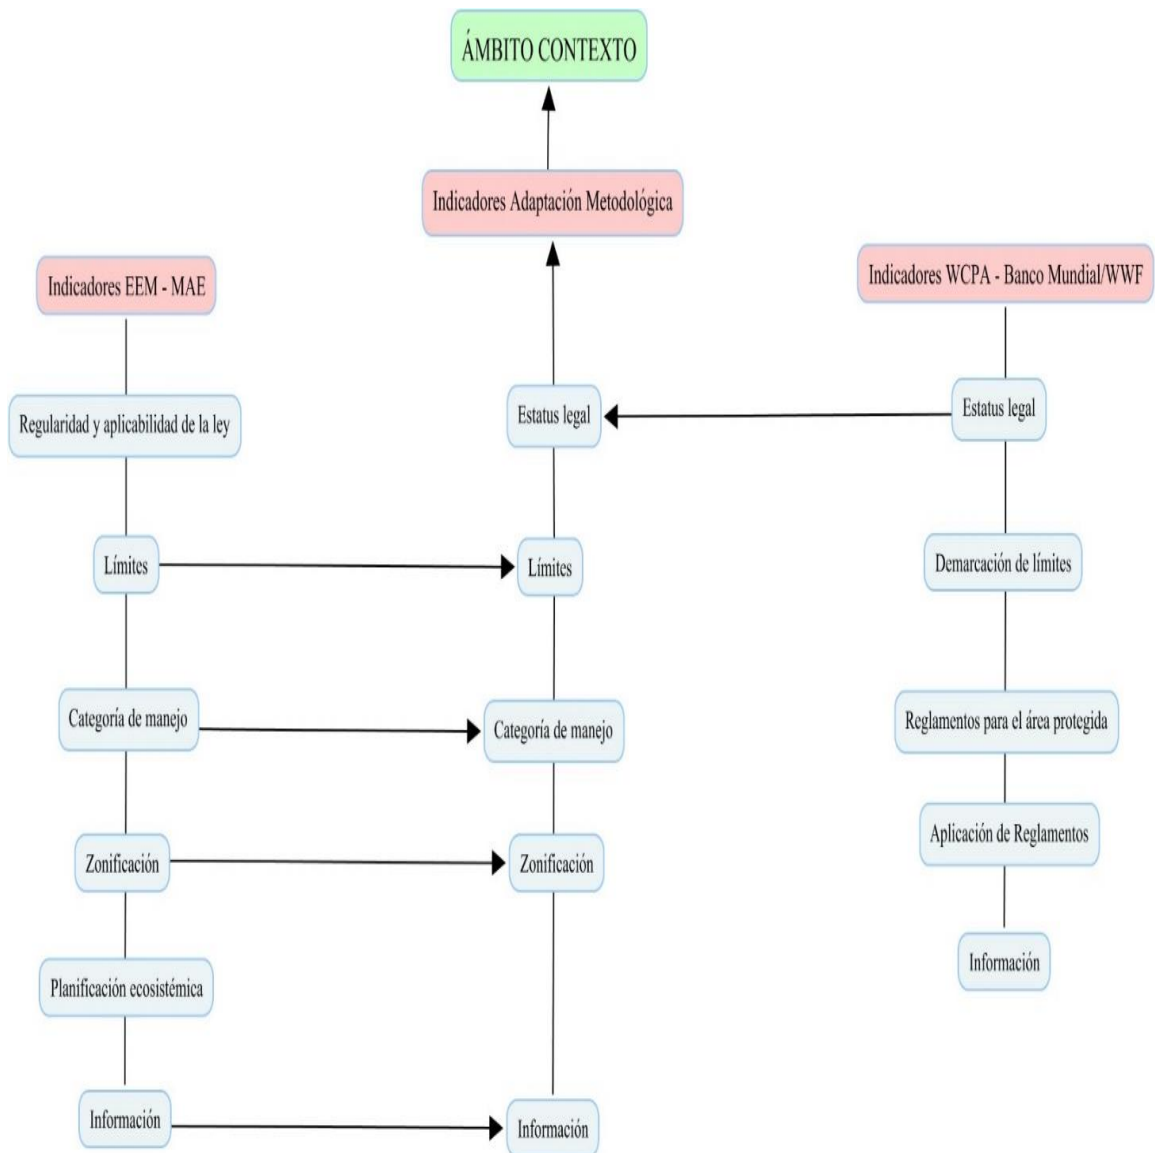 ÁMBITO CONTEXTO
Indicadores Adaptación Metodológica
Indicadores EEM - MAE
Indicadores WCPA - Banco Mundial/WWF
Regularidad y aplicabilidad de la ley
Estatus legal
Estatus legal
Límites
Límites
Demarcación de límites
Categoría de manejo
Categoría de manejo
Reglamentos para el área protegida
Zonificación
Zonificación
Aplicación de Reglamentos
Planificación ecosistémica
Información
Información
Información